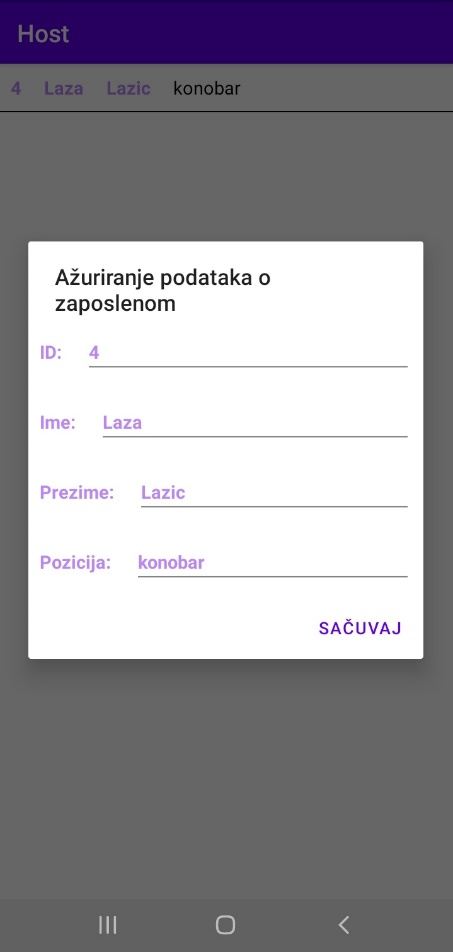 Host
4 Laza Lazic konobar
Ažuriranje podataka o
zaposlenom
ID: 4
Ime: Laza
Prezime: Lazic
Pozicija: konobar
SAČUVAJ